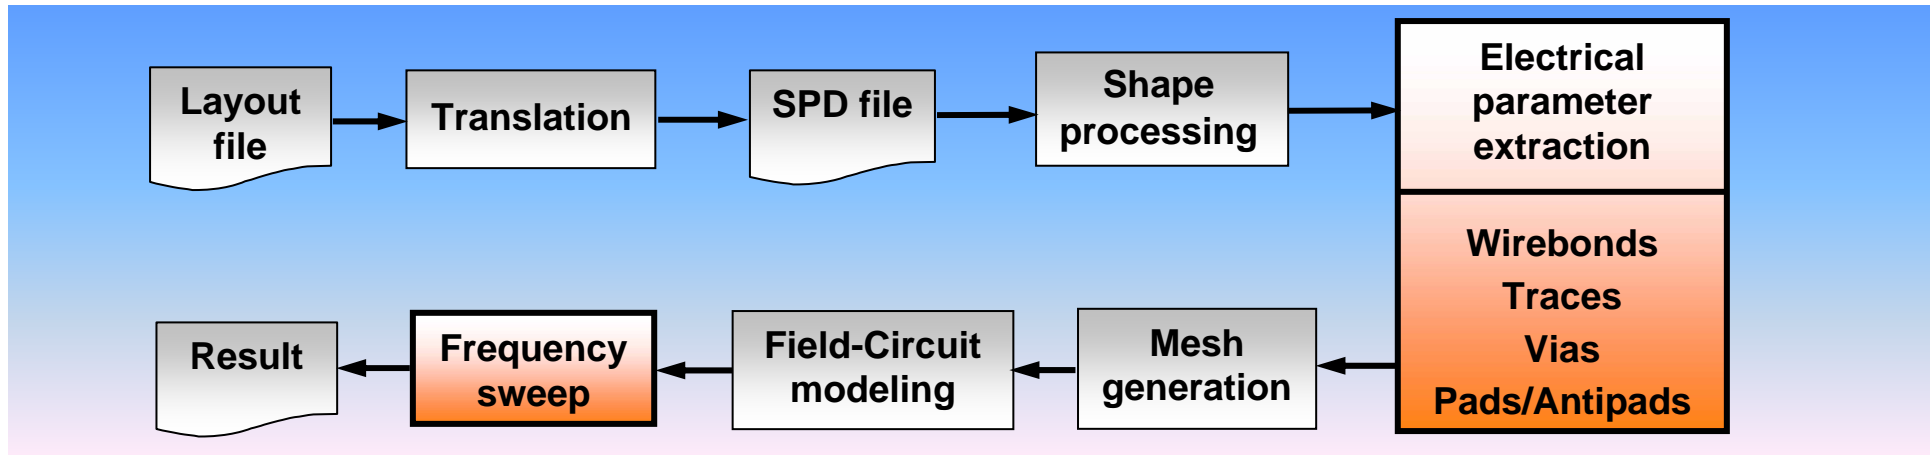 Layout
file
Translation
SPD file
Shape
processing
Electrical
parameter
extraction
Wirebonds
Traces
Vias
Pads/Antipads
Mesh
generation
Field-Circuit
modeling
Frequency
sweep
Result